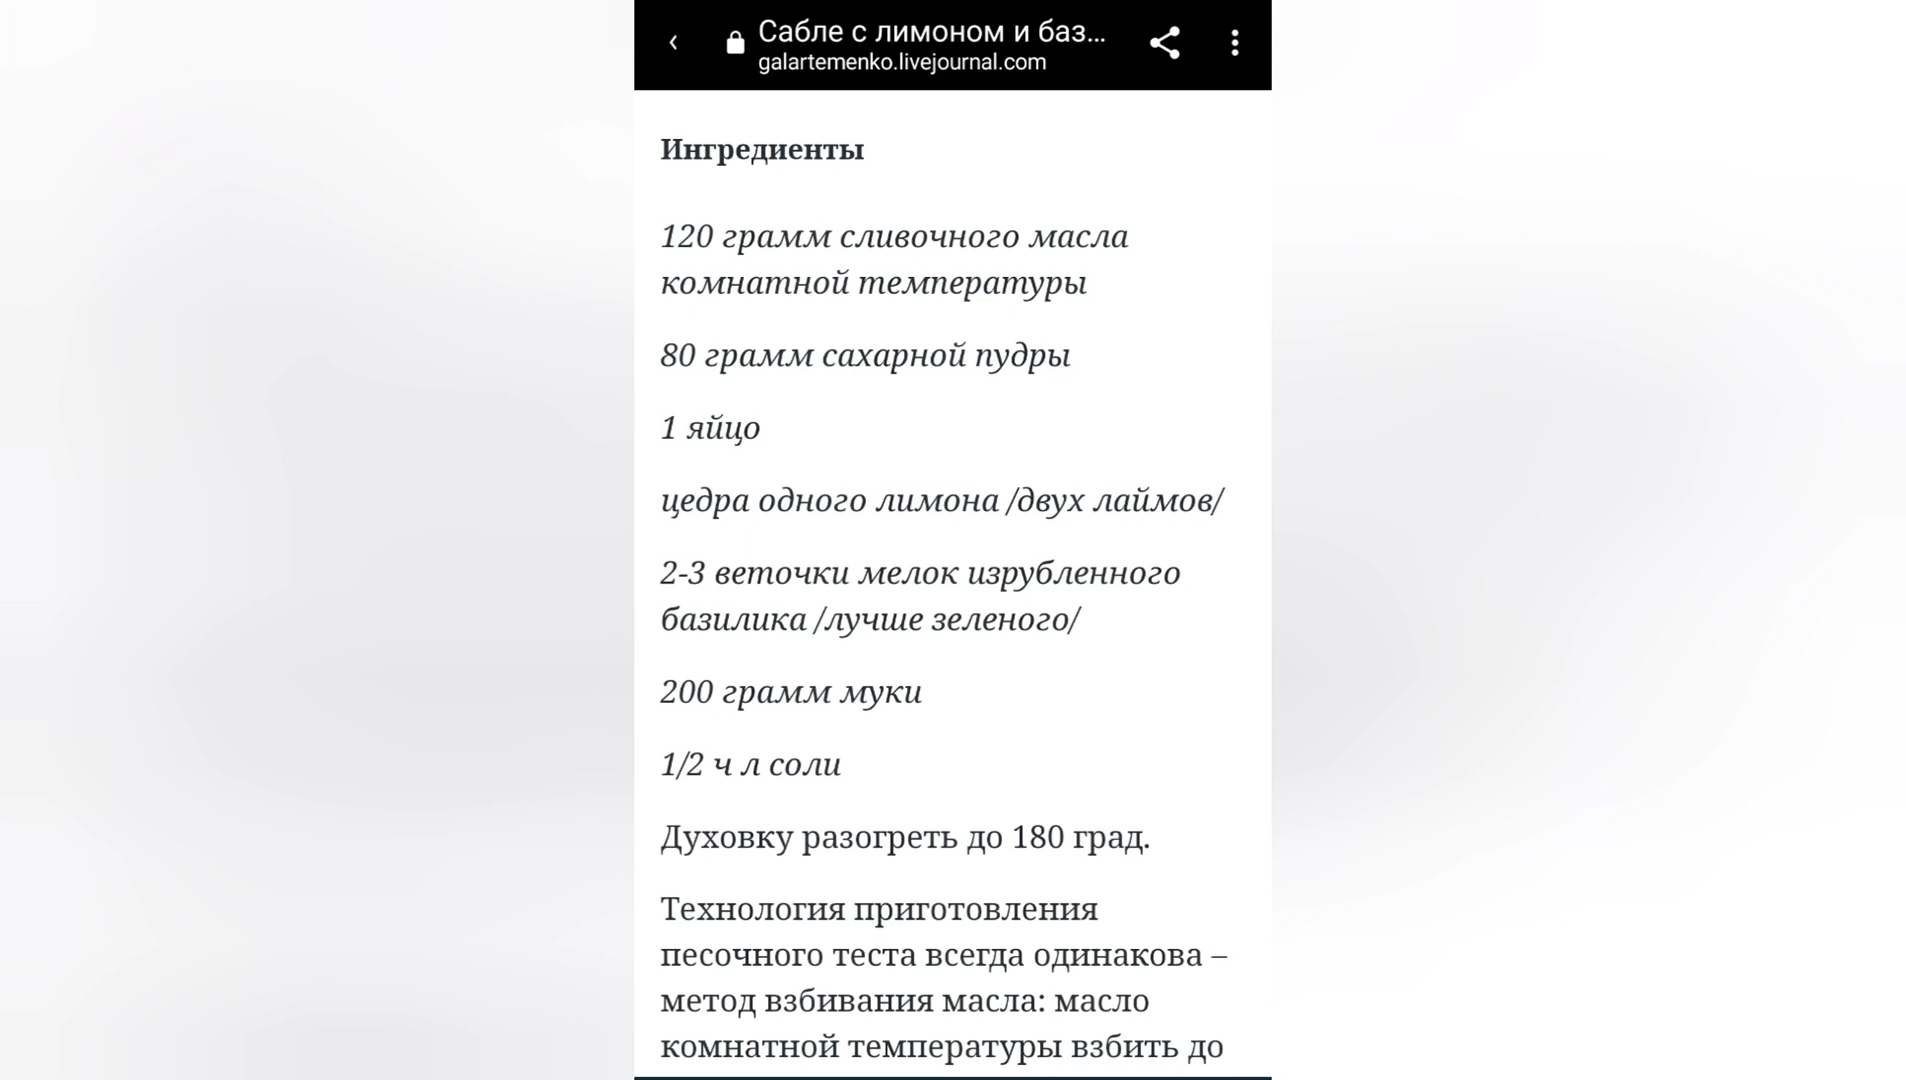 Сабле с лимоном и баз...
galartemenko.livejournal.com
Ингредиенты
120 грамм сливочного масла
комнатной температуры
80 грамм сахарной пудры
1 яйцо
цедра одного лимона /двух лаймов/
2-3 веточки мелок изрубленного
базилика /лучше зеленого/
200 грамм муки
1/2 ч л соли
Духовку разогреть до 180 град.
Технология приготовления
песочного теста всегда одинакова –
метод взбивания масла: масло
комнатной температуры взбить до